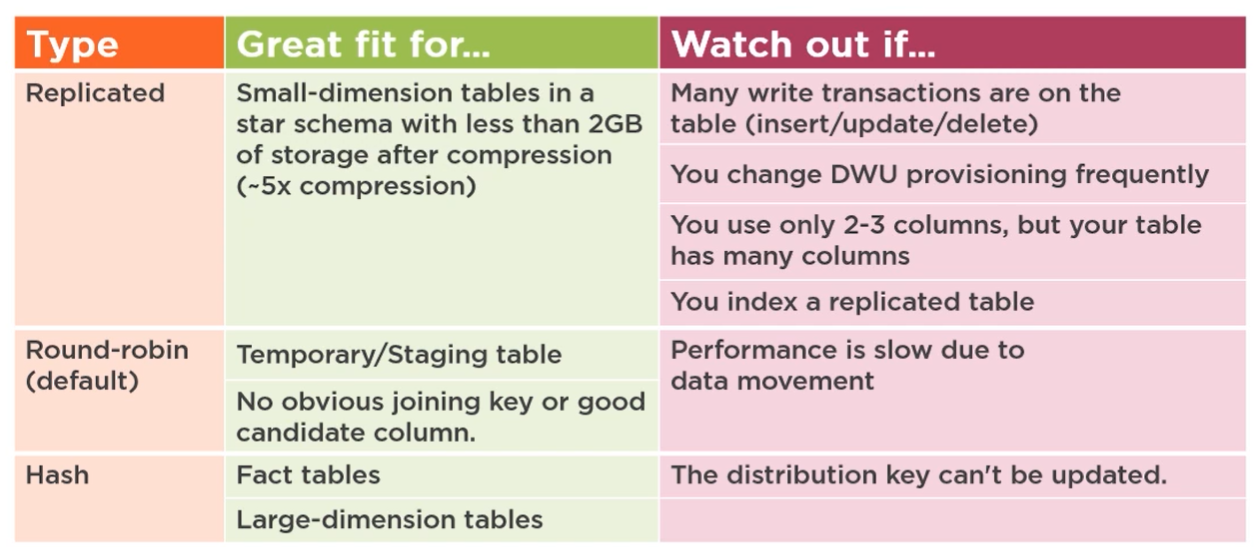 Type
Great fit for...
Watch out if...
Replicated
Small-dimension tables in a
star schema with less than 2GB
of storage after compression
(~5x compression)
Many write transactions are on the
table (insert/update/delete)
You change DWU provisioning frequently
You use only 2-3 columns, but your table
has many columns
You index a replicated table
Round-robin
(default)
Temporary/Staging table
No obvious joining key or good
candidate column.
Performance is slow due to
data movement
Hash
Fact tables
Large-dimension tables
The distribution key can't be updated.